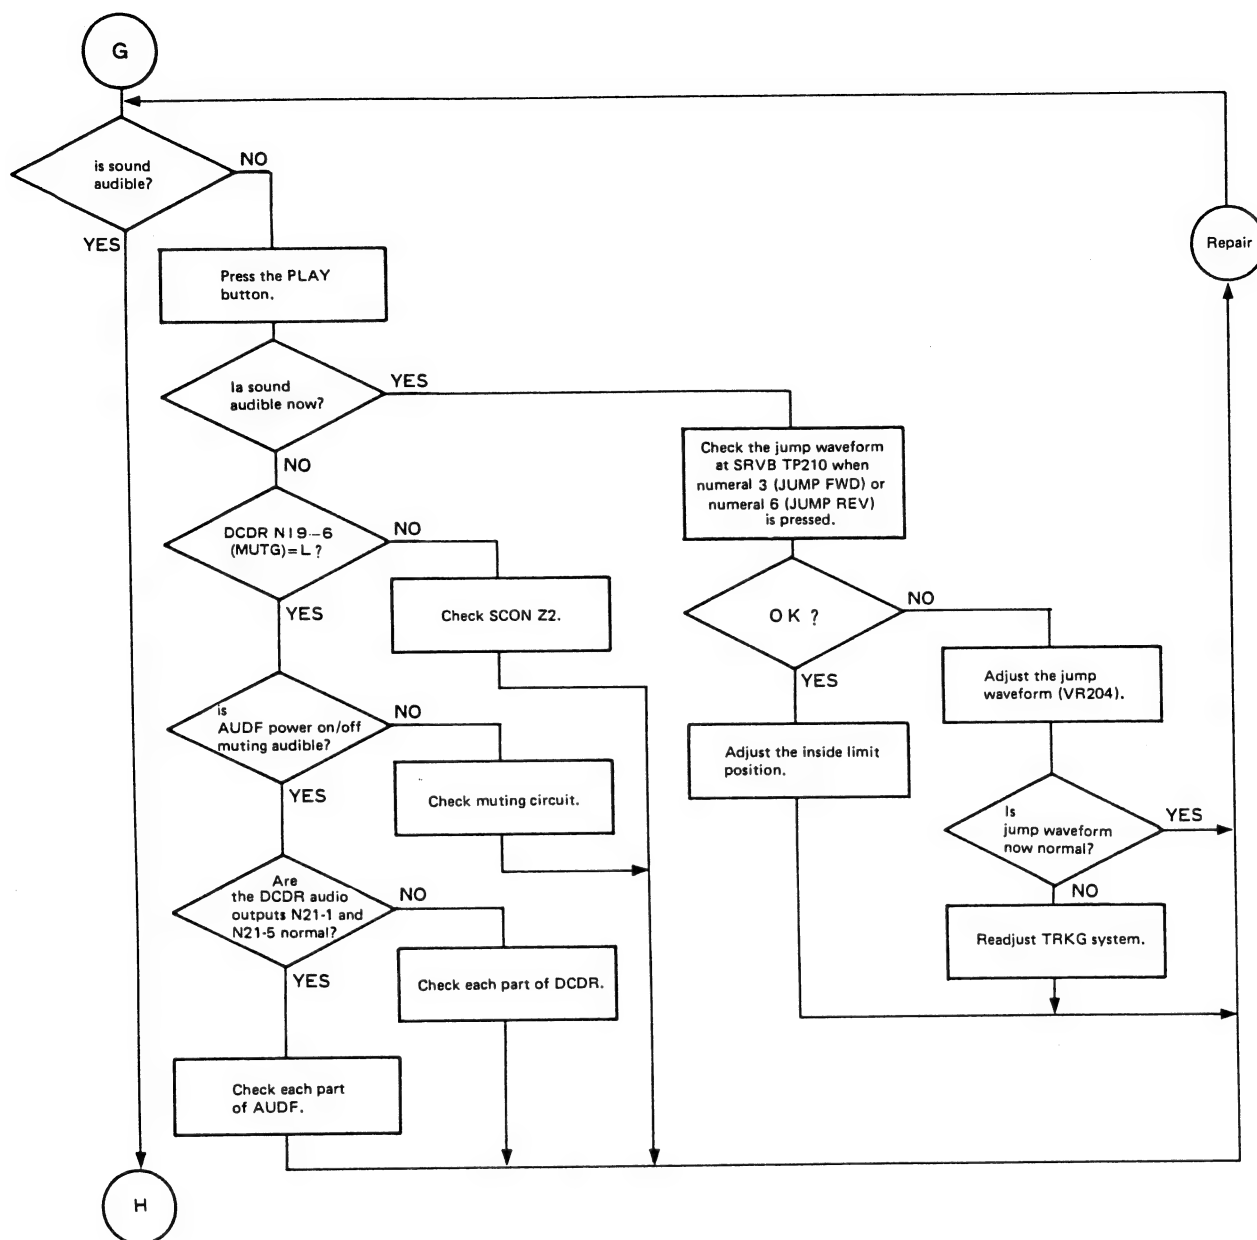 G
is sound
audible?
NO
YES
Repair
Press the PLAY
button.
Ia sound
audible now?
YES
NO
Check the jump waveform
at SRVB TP210 when
numeral 3 (JUMP FWD) or
numeral 6 (JUMP REV)
is pressed.
DCDR N19-6
(MUTG)=L?
NO
YES
Check SCON Z2.
OK?
NO
YES
Adjust the jump
waveform (VR204).
is
AUDF power on/off
muting audible?
NO
YES
Adjust the inside limit
position.
Check muting circuit.
Is
jump waveform
now normal?
YES
NO
Are
the DCDR audio
outputs N21-1 and
N21-5 normal?
NO
YES
Readjust TRKG system.
Check each part of DCDR.
Check each part
of AUDF.
H